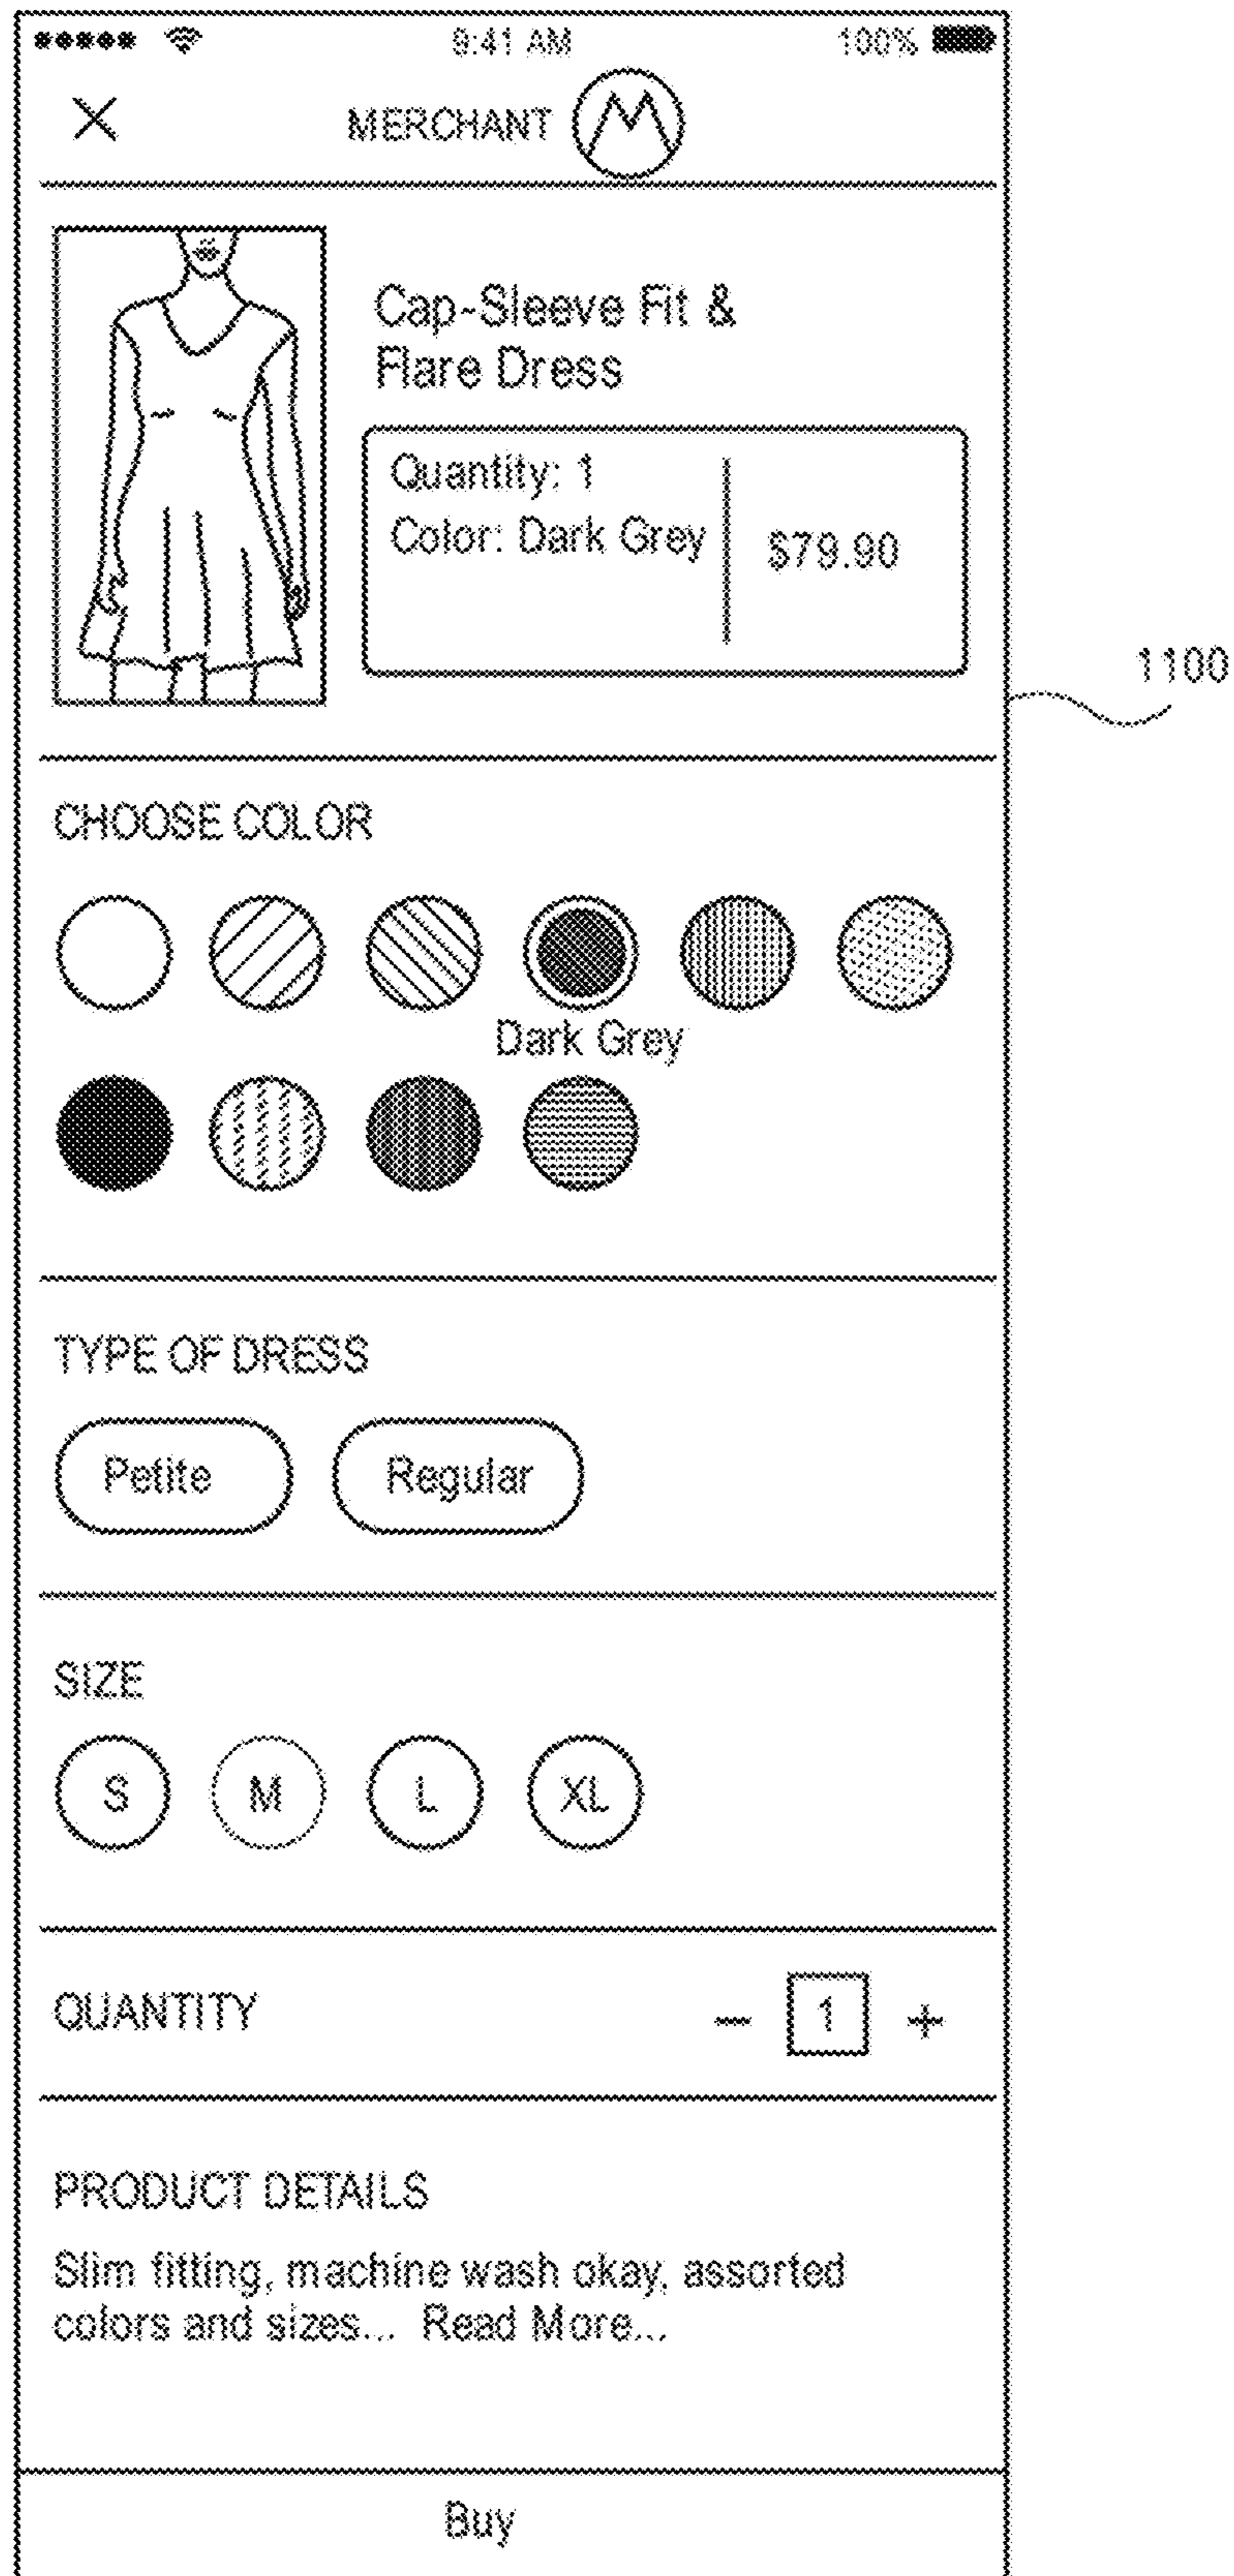 9:41 AM 100%
MERCHANT
Cap-Sleeve Fit &
Flare Dress
Quantity: 1
Color: Dark Grey
$79.90
1100
CHOOSE COLOR
Dark Grey
TYPE OF DRESS
Petite Regular
SIZE
S M L XL
QUANTITY - 1 +
PRODUCT DETAILS
Slim fitting, machine wash okay, assorted
colors and sizes... Read More...
Buy